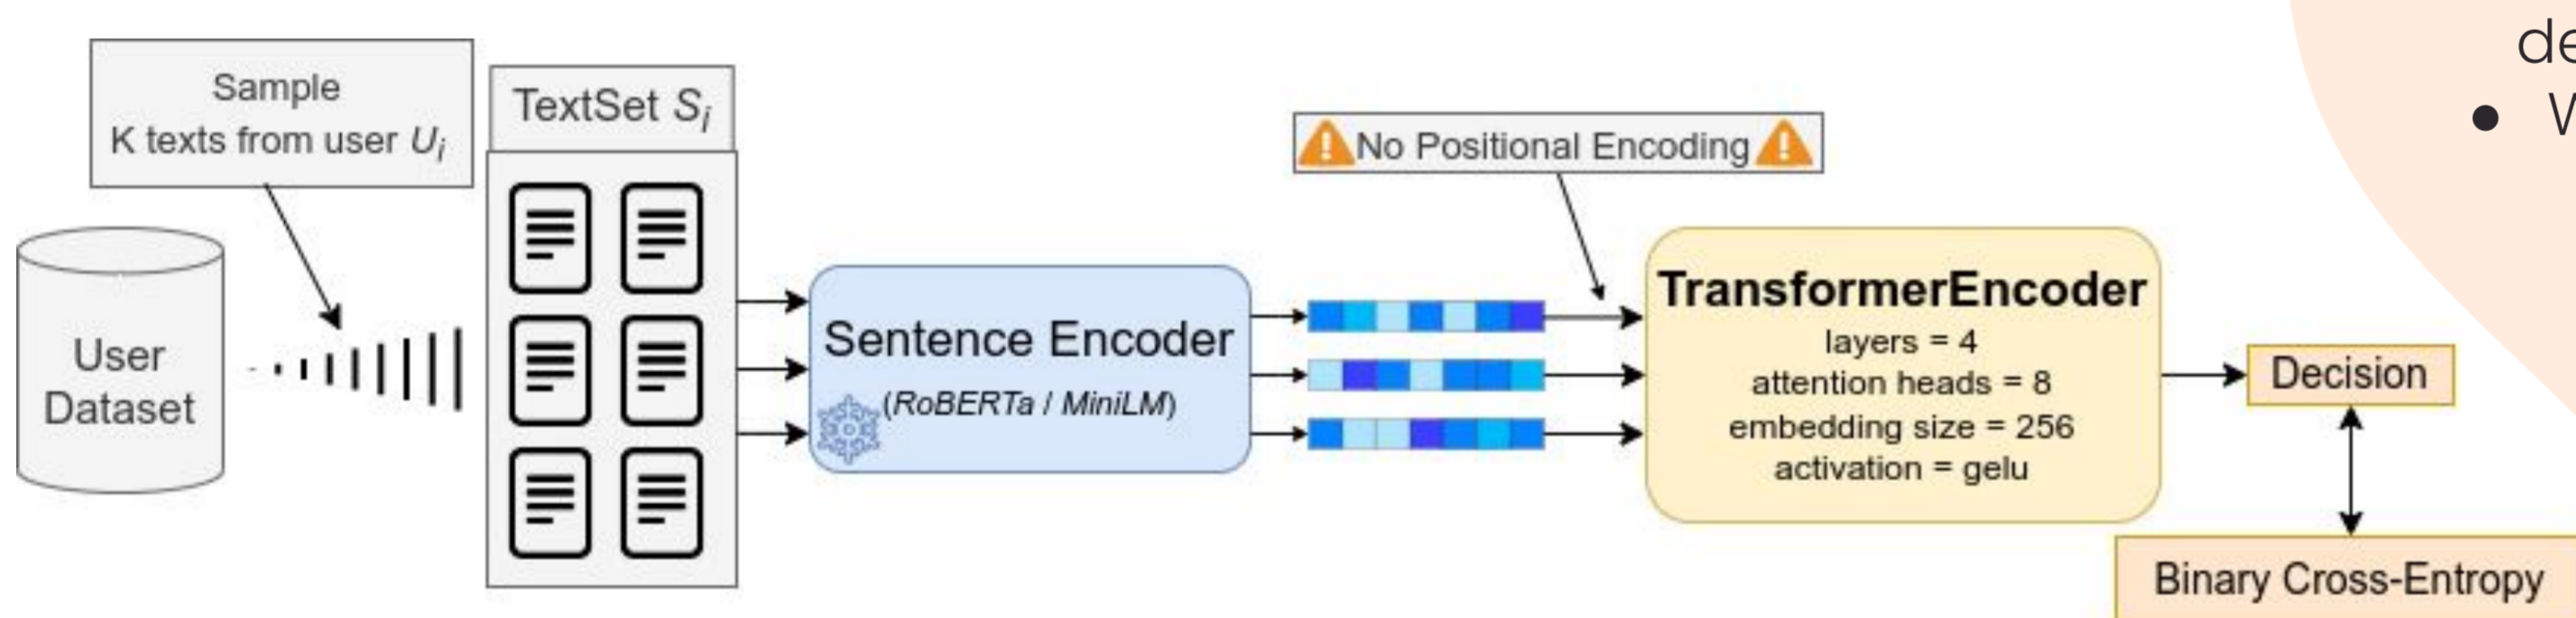 Sample
K texts from user Ui
TextSet Si
User
Dataset
Sentence Encoder
(RoBERTa / MiniLM)
No Positional Encoding
TransformerEncoder
layers = 4
attention heads = 8
embedding size = 256
activation = gelu
Decision
Binary Cross-Entropy
de
• W